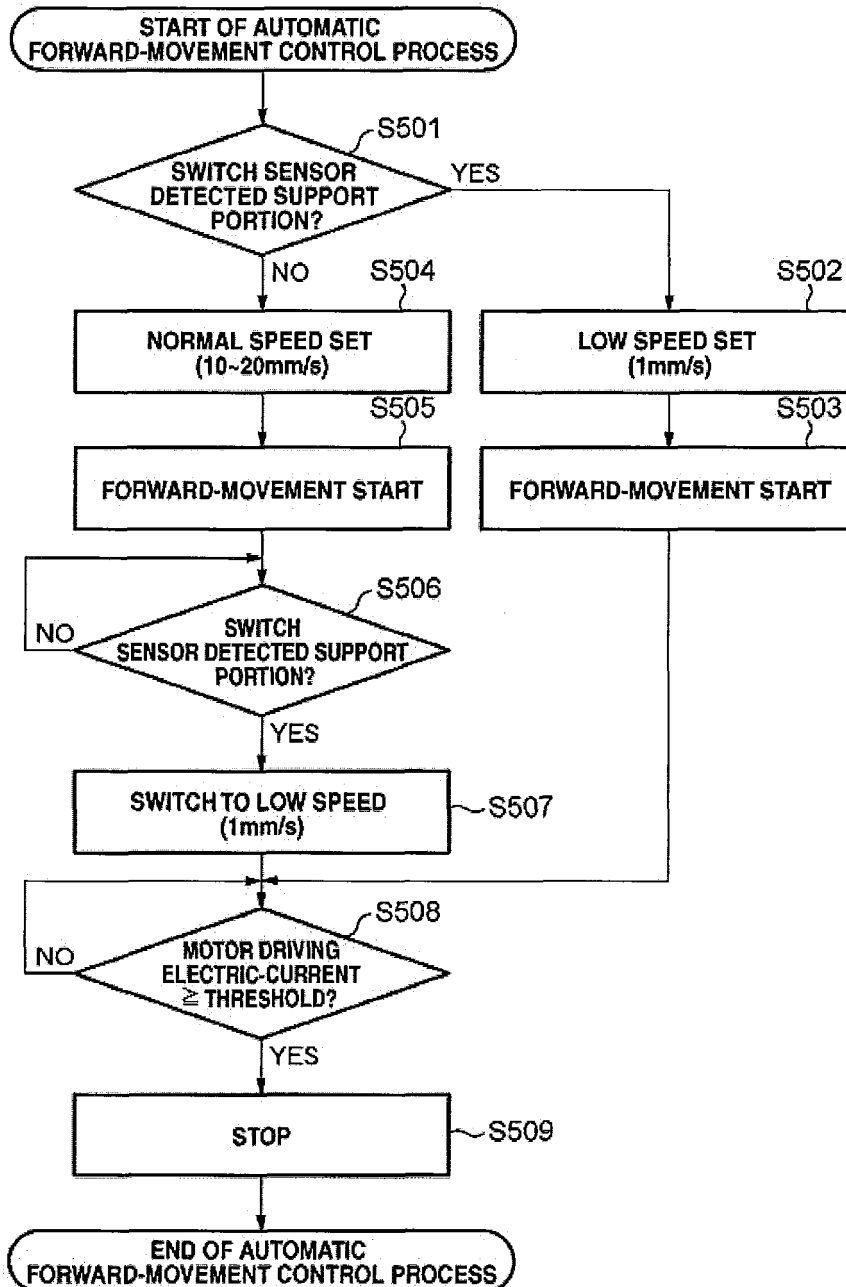 START OF AUTOMATIC
FORWARD-MOVEMENT CONTROL PROCESS
S501
SWITCH SENSOR
DETECTED SUPPORT
PORTION?
YES
NO
S504
S502
NORMAL SPEED SET
(10~20mm/s)
LOW SPEED SET
(1mm/s)
S505
S503
FORWARD-MOVEMENT START
FORWARD-MOVEMENT START
S506
NO
SWITCH
SENSOR DETECTED SUPPORT
PORTION?
YES
SWITCH TO LOW SPEED
(1mm/s)
S507
S508
NO
MOTOR DRIVING
ELECTRIC-CURRENT
≧ THRESHOLD?
YES
STOP
S509
END OF AUTOMATIC
FORWARD-MOVEMENT CONTROL PROCESS